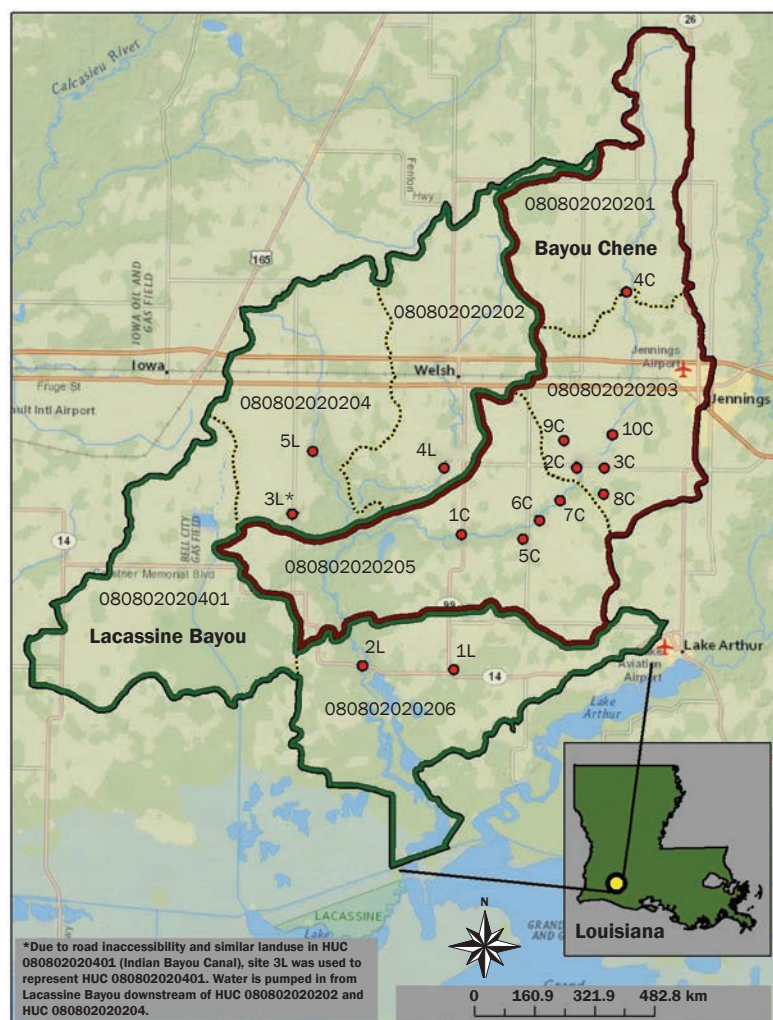 26
Calcasieu River
Fenton
Hwy
080802020201
Bayou Chene
165
IOWA OIL AND
GAS FIELD
4C
080802020202
Jennings
Airport
Iowa
Welsh
Fruge St
080802020203
ault Intl Airport
080802020204
Jennings
9C
10C
5L
4L
2C
3C
3L*
8C
6C
7C
BELL CITY
GAS FIELD
14
1C
5C
Memorial Blvd
080802020205
080802020401
99
Lacassine Bayou
2L
1L
Lake Arthur
Aviation
Airport
14
080802020206
Lake
Arthur
LACASSINE
Lake
N
Louisiana
*Due to road inaccessibility and similar landuse in HUC
080802020401 (Indian Bayou Canal), site 3L was used to
represent HUC 080802020401. Water is pumped in from
Lacassine Bayou downstream of HUC 080802020202 and
HUC 080802020204.
GRAND
AND G
Grand
0 160.9 321.9 482.8 km